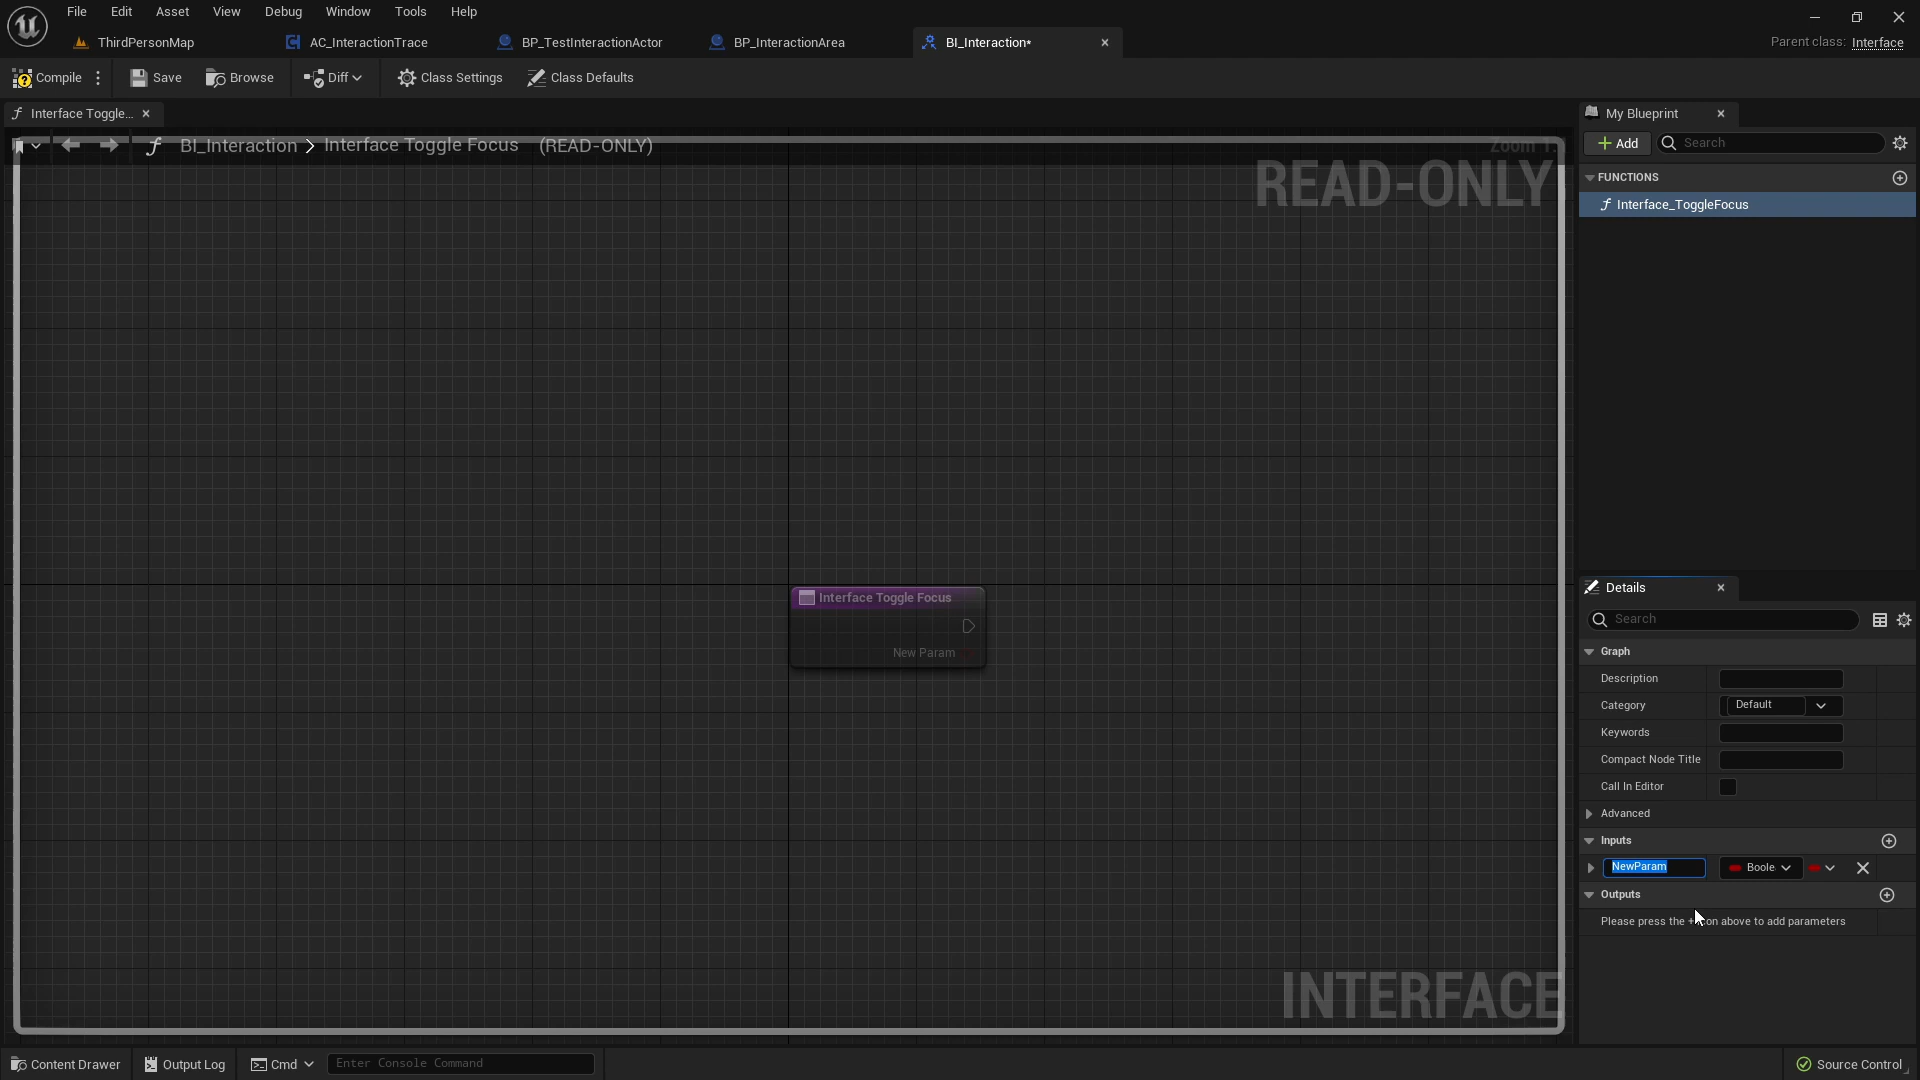 File Edit Asset View Debug Window Tools Help
ThirdPersonMap AC_InteractionTrace BP_TestInteractionActor BP_InteractionArea BI_Interaction* Parent class: Interface
Compile Save Browse Diff Class Settings Class Defaults
Interface Toggle... My Blueprint
BI_Interaction > Interface Toggle Focus (READ-ONLY) Zoom 1: + Add Search
READ-ONLY
FUNCTIONS
Interface_ToggleFocus
Details
Interface Toggle Focus
Search
New Param
Graph
Description
Category Default
Keywords
Compact Node Title
Call In Editor
Advanced
Inputs
NewParam Boole
Outputs
Please press the + on above to add parameters
INTERFACE
Content Drawer Output Log Cmd Enter Console Command Source Control